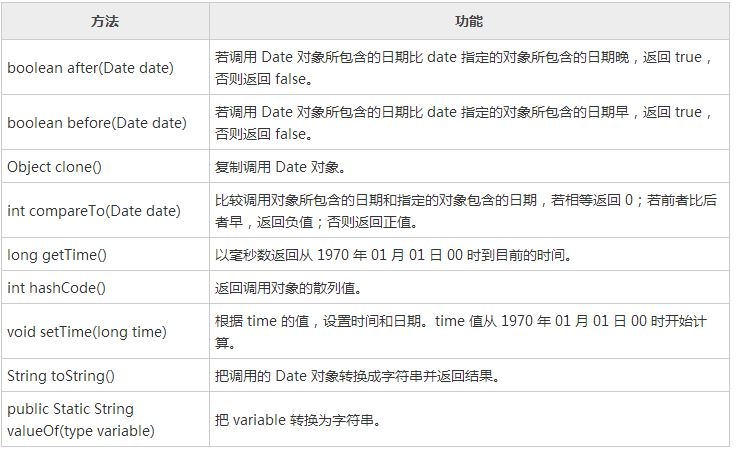 方法
功能
boolean after(Date date)
若调用 Date 对象所包含的日期比 date 指定的对象所包含的日期晚，返回 true，
否则返回 false。
boolean before(Date date)
若调用 Date 对象所包含的日期比 date 指定的对象所包含的日期早，返回 true，
否则返回 false。
Object clone()
复制调用 Date 对象。
int compareTo(Date date)
比较调用对象所包含的日期和指定的对象包含的日期，若相等返回 0；若前者比后
者早，返回负值；否则返回正值。
long getTime()
以毫秒数返回从 1970 年 01 月 01 日 00 时到目前的时间。
int hashCode()
返回调用对象的散列值。
void setTime(long time)
根据 time 的值，设置时间和日期。time 值从 1970 年 01 月 01 日 00 时开始计
算。
String toString()
把调用的 Date 对象转换成字符串并返回结果。
public Static String
valueOf(type variable)
把 variable 转换为字符串。